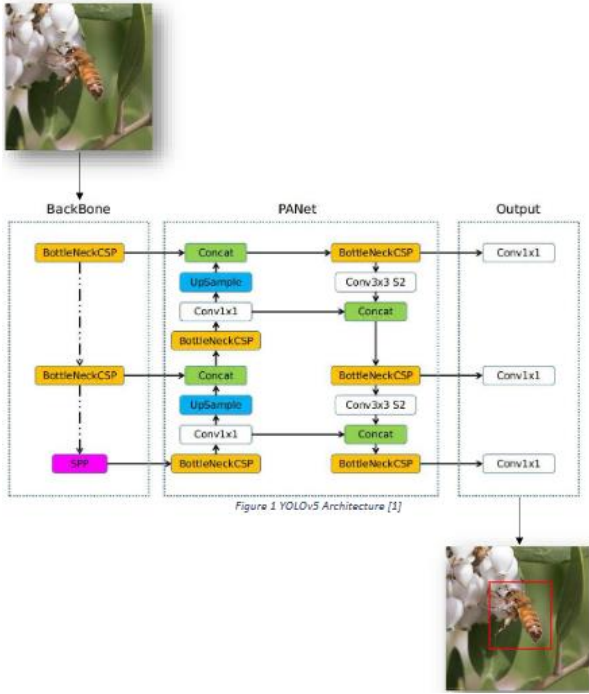 BackBone PANet Output
BottleNeckCSP Concat BottleNeckCSP Conv1x1
UpSample Conv3x3 S2
Conv1x1 Concat
BottleNeckCSP
BottleNeckCSP Concat BottleNeckCSP Conv1x1
UpSample Conv3x3 S2
Conv1x1 Concat
SPP BottleNeckCSP BottleNeckCSP Conv1x1
Figure 1 YOLOv5 Architecture [1]